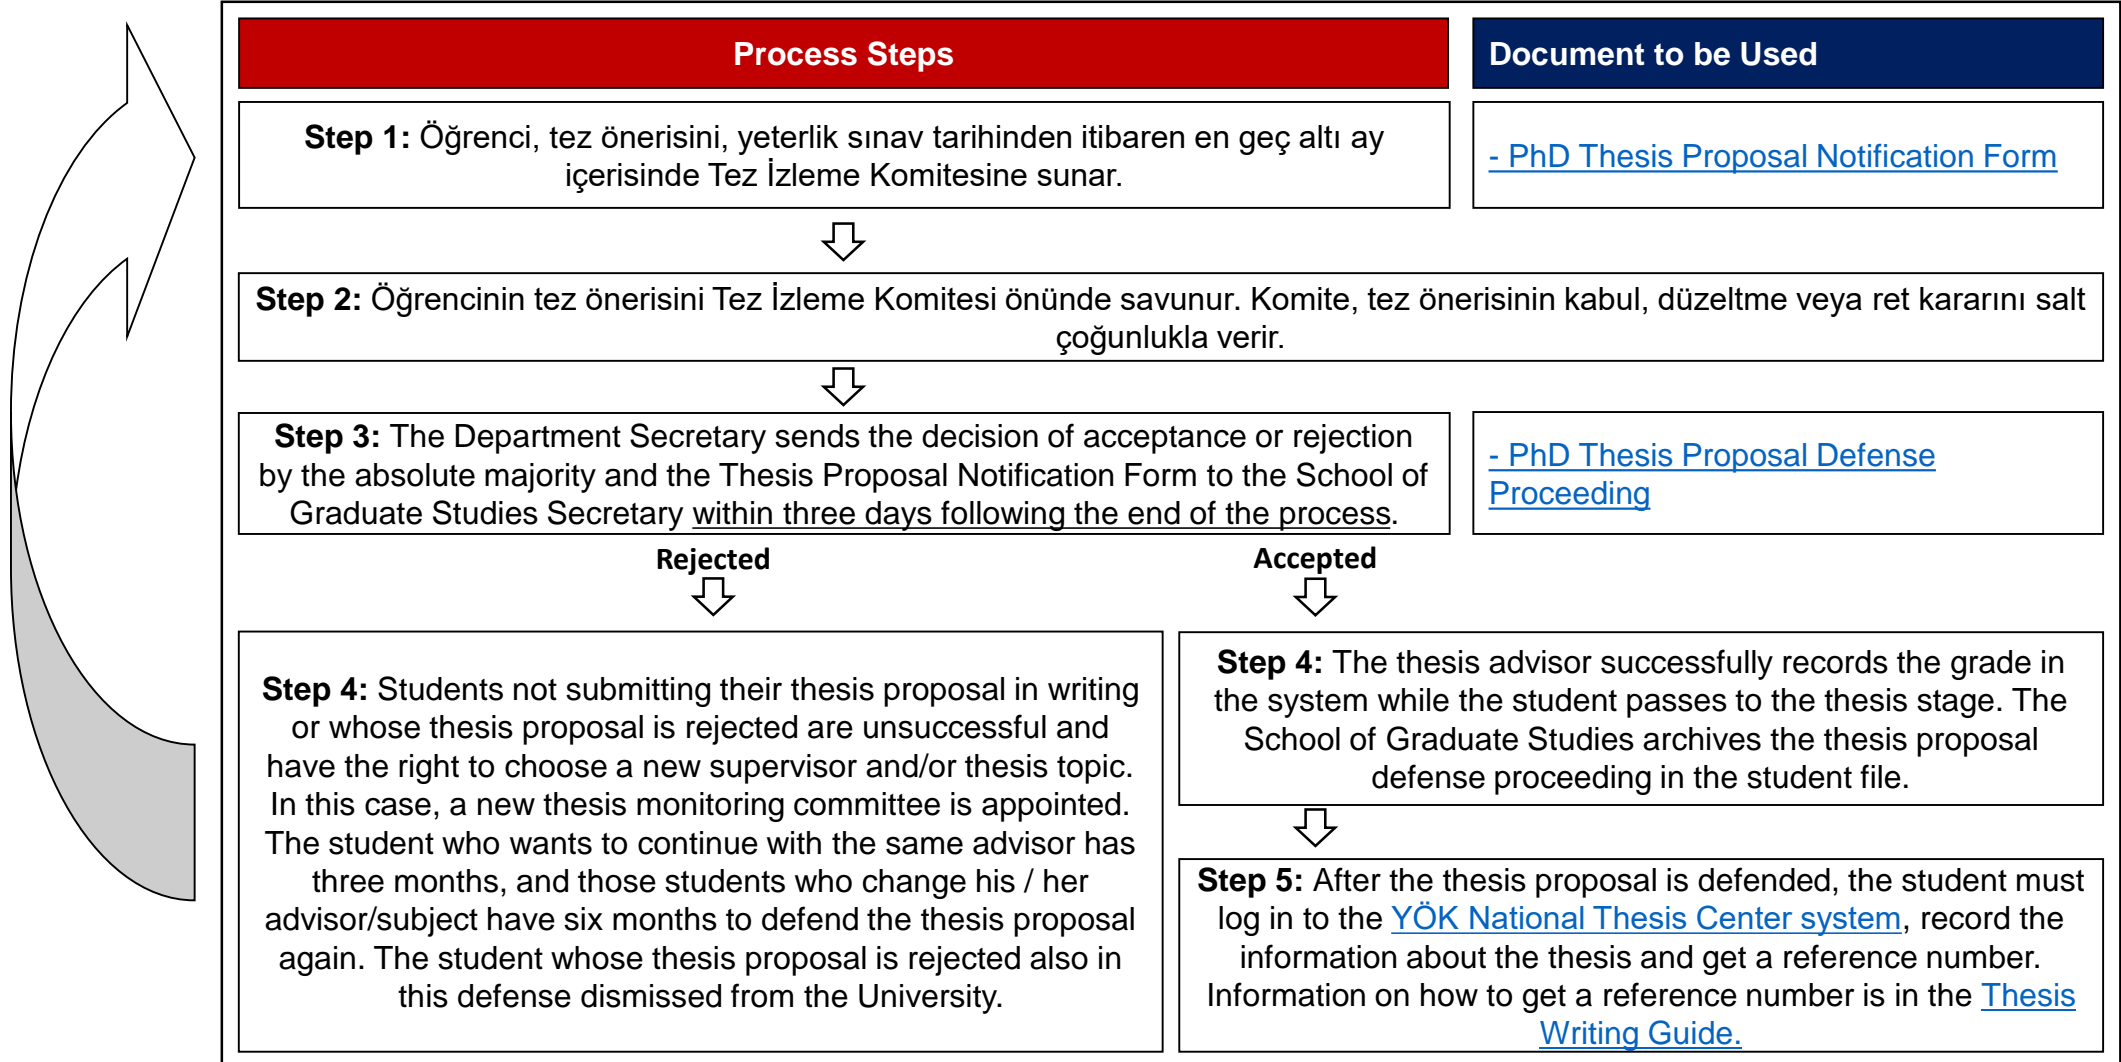 Process Steps
Document to be Used
Step 1: Öğrenci, tez önerisini, yeterlik sınav tarihinden itibaren en geç altı ay
içerisinde Tez İzleme Komitesine sunar.
- PhD Thesis Proposal Notification Form
Step 2: Öğrencinin tez önerisini Tez İzleme Komitesi önünde savunur. Komite, tez önerisinin kabul, düzeltme veya ret kararını salt
çoğunlukla verir.
Step 3: The Department Secretary sends the decision of acceptance or rejection
by the absolute majority and the Thesis Proposal Notification Form to the School of
Graduate Studies Secretary within three days following the end of the process.
- PhD Thesis Proposal Defense
Proceeding
Rejected
Accepted
Step 4: Students not submitting their thesis proposal in writing
or whose thesis proposal is rejected are unsuccessful and
have the right to choose a new supervisor and/or thesis topic.
In this case, a new thesis monitoring committee is appointed.
The student who wants to continue with the same advisor has
three months, and those students who change his / her
advisor/subject have six months to defend the thesis proposal
again. The student whose thesis proposal is rejected also in
this defense dismissed from the University.
Step 4: The thesis advisor successfully records the grade in
the system while the student passes to the thesis stage. The
School of Graduate Studies archives the thesis proposal
defense proceeding in the student file.
Step 5: After the thesis proposal is defended, the student must
log in to the YÖK National Thesis Center system, record the
information about the thesis and get a reference number.
Information on how to get a reference number is in the Thesis
Writing Guide.